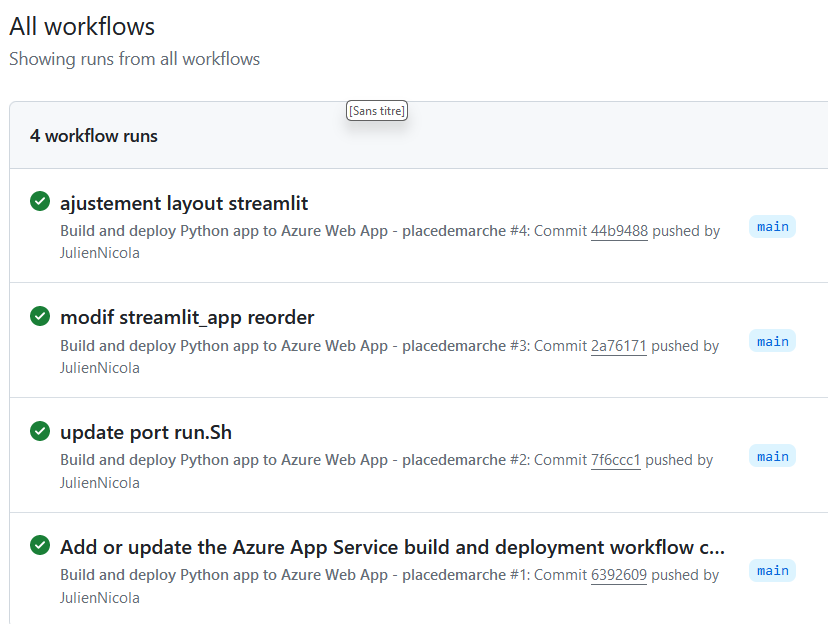 All workflows
Showing runs from all workflows
[Sans titre]
4 workflow runs
ajustement layout streamlit
Build and deploy Python app to Azure Web App - placedemarche #4: Commit 44b9488 pushed by
JulienNicola
main
modif streamlit_app reorder
Build and deploy Python app to Azure Web App - placedemarche #3: Commit 2a76171 pushed by
JulienNicola
main
update port run.Sh
Build and deploy Python app to Azure Web App - placedemarche #2: Commit 7f6ccc1 pushed by
JulienNicola
main
Add or update the Azure App Service build and deployment workflow c...
Build and deploy Python app to Azure Web App - placedemarche #1: Commit 6392609 pushed by
JulienNicola
main